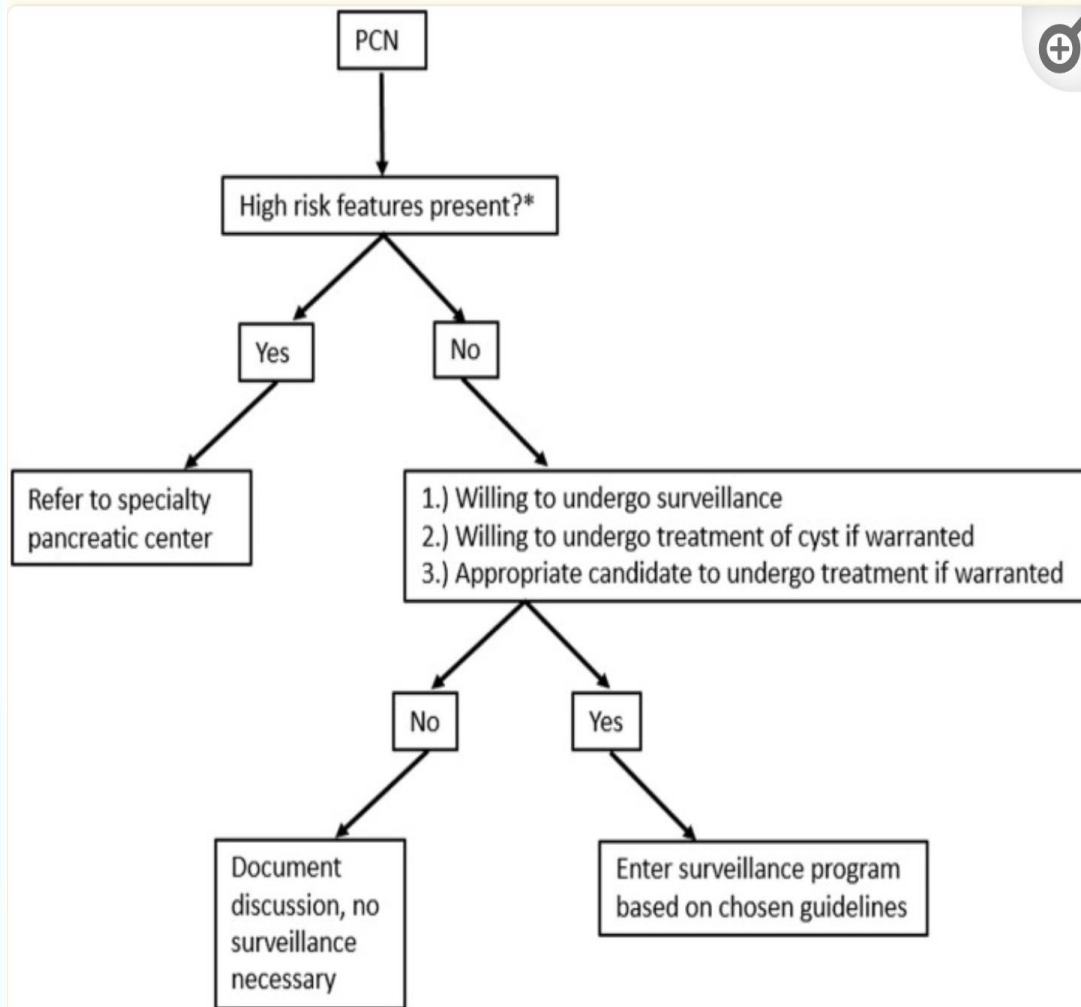 PCN
High risk features present?*
Yes
No
Refer to specialty
pancreatic center
1.) Willing to undergo surveillance
2.) Willing to undergo treatment of cyst if warranted
3.) Appropriate candidate to undergo treatment if warranted
No
Yes
Document
discussion, no
surveillance
necessary
Enter surveillance program
based on chosen guidelines